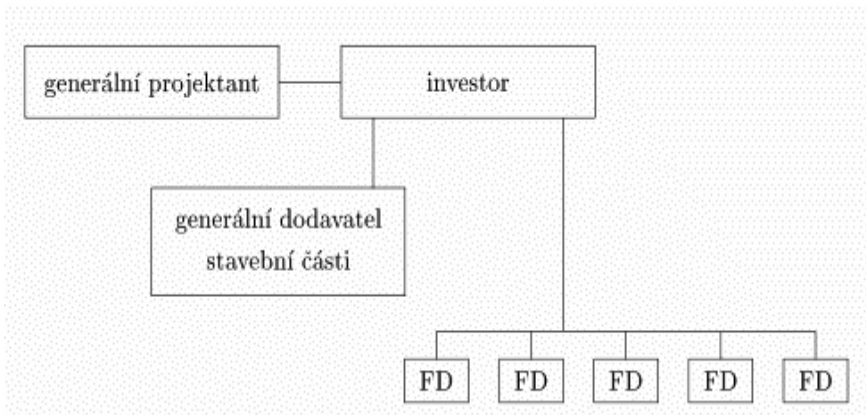 generální projektant
investor
generální dodavatel
stavební části
FD
FD
FD
FD
FD